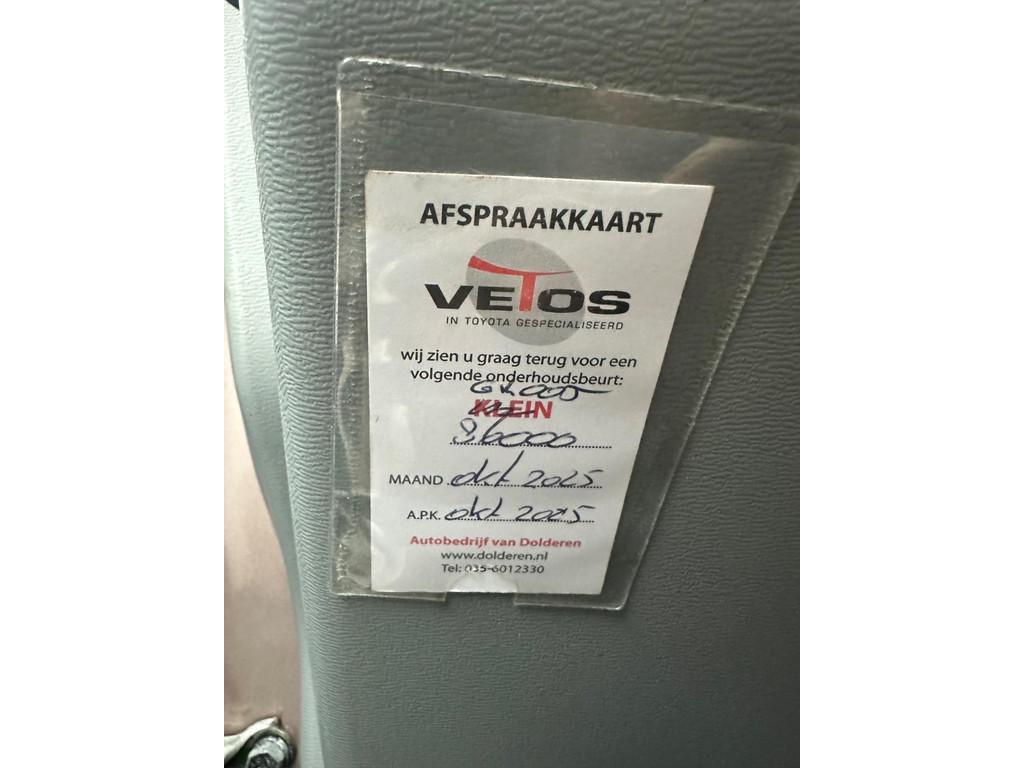 AFSPRAAKKAART
VETOS
IN TOYOTA GESPECIALISEERD
wij zien u graag terug voor een
volgende onderhoudsbeurt:
GROOT
KLEIN
86000
MAAND okt 2025
A.P.K. okt 2025
Autobedrijf van Dolderen
www.dolderen.nl
Tel: 035-6012330